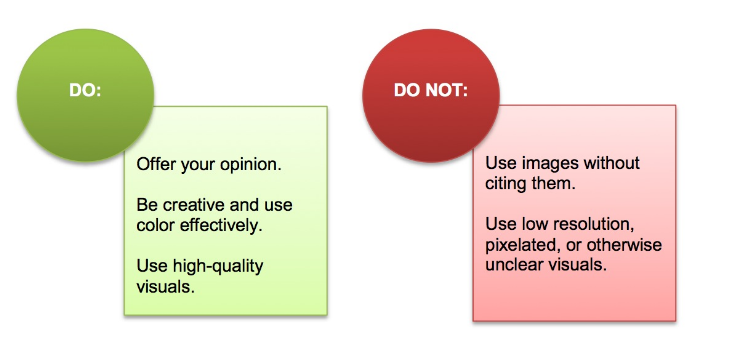 DO:
Offer your opinion.
Be creative and use
color effectively.
Use high-quality
visuals.
DO NOT:
Use images without
citing them.
Use low resolution,
pixelated, or otherwise
unclear visuals.